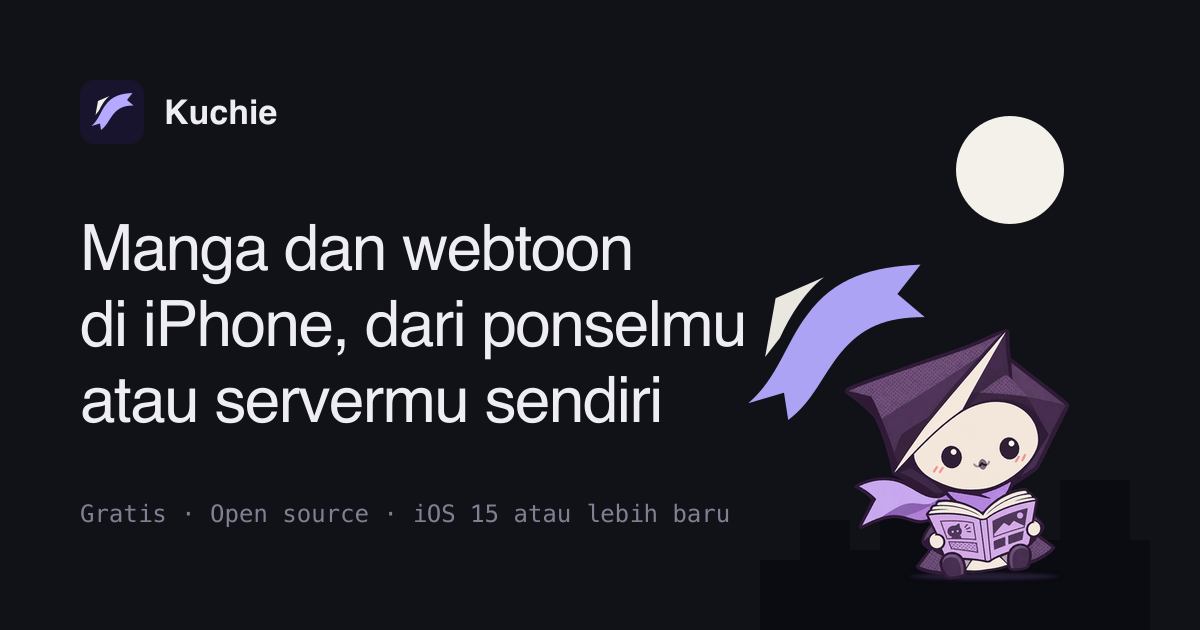 Kuchie
Manga dan webtoon
di iPhone, dari ponselmu
atau servermu sendiri
Gratis · Open source · iOS 15 atau lebih baru